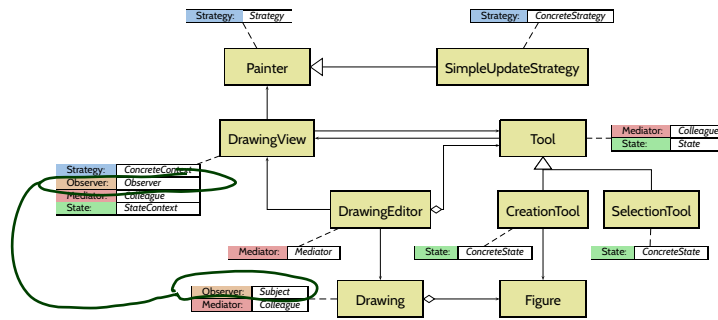 Strategy: Strategy
Strategy: ConcreteStrategy
Painter
SimpleUpdateStrategy
DrawingView
Tool
Mediator: Colleague
State: State
Strategy: ConcreteContext
Observer: Observer
Mediator: Colleague
State: StateContext
DrawingEditor
CreationTool
SelectionTool
Mediator: Mediator
State: ConcreteState
State: ConcreteState
Observer: Subject
Mediator: Colleague
Drawing
Figure